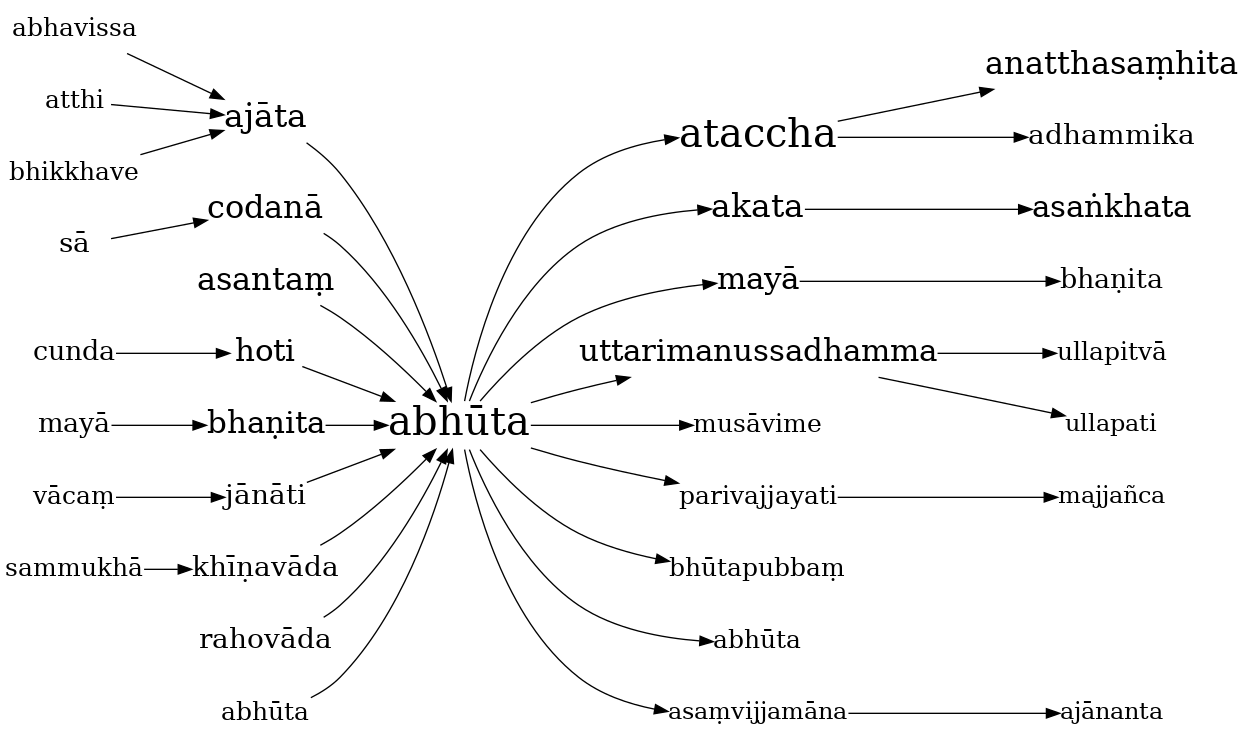 abhavissa
atthi
bhikkhave
sā
cunda
mayā
vācaṃ
sammukhā
ajāta
codanā
asantaṃ
hoti
bhaṇita
jānāti
khīṇavāda
rahovāda
abhūta
abhūta
ataccha
akata
mayā
uttarimanussadhamma
musāvime
parivajjayati
bhūtapubbaṃ
abhūta
asaṃvijjamāna
anatthasaṃhita
adhammika
asaṅkhata
bhaṇita
ullapitvā
ullapati
majjañca
ajānanta